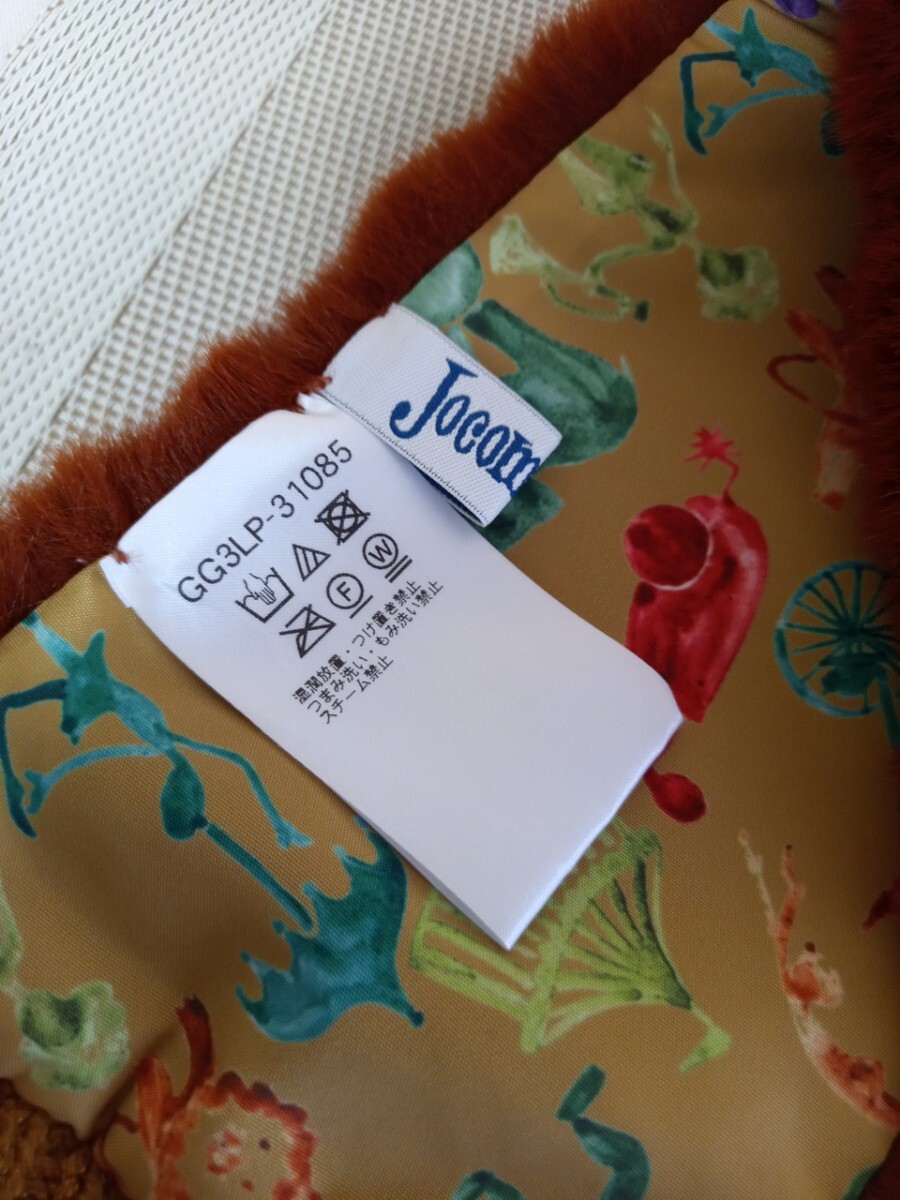 Jocom
GG3LP-31085
F W
湿潤放置・つけ置き禁止
つまみ洗い・もみ洗い禁止
スチーム禁止